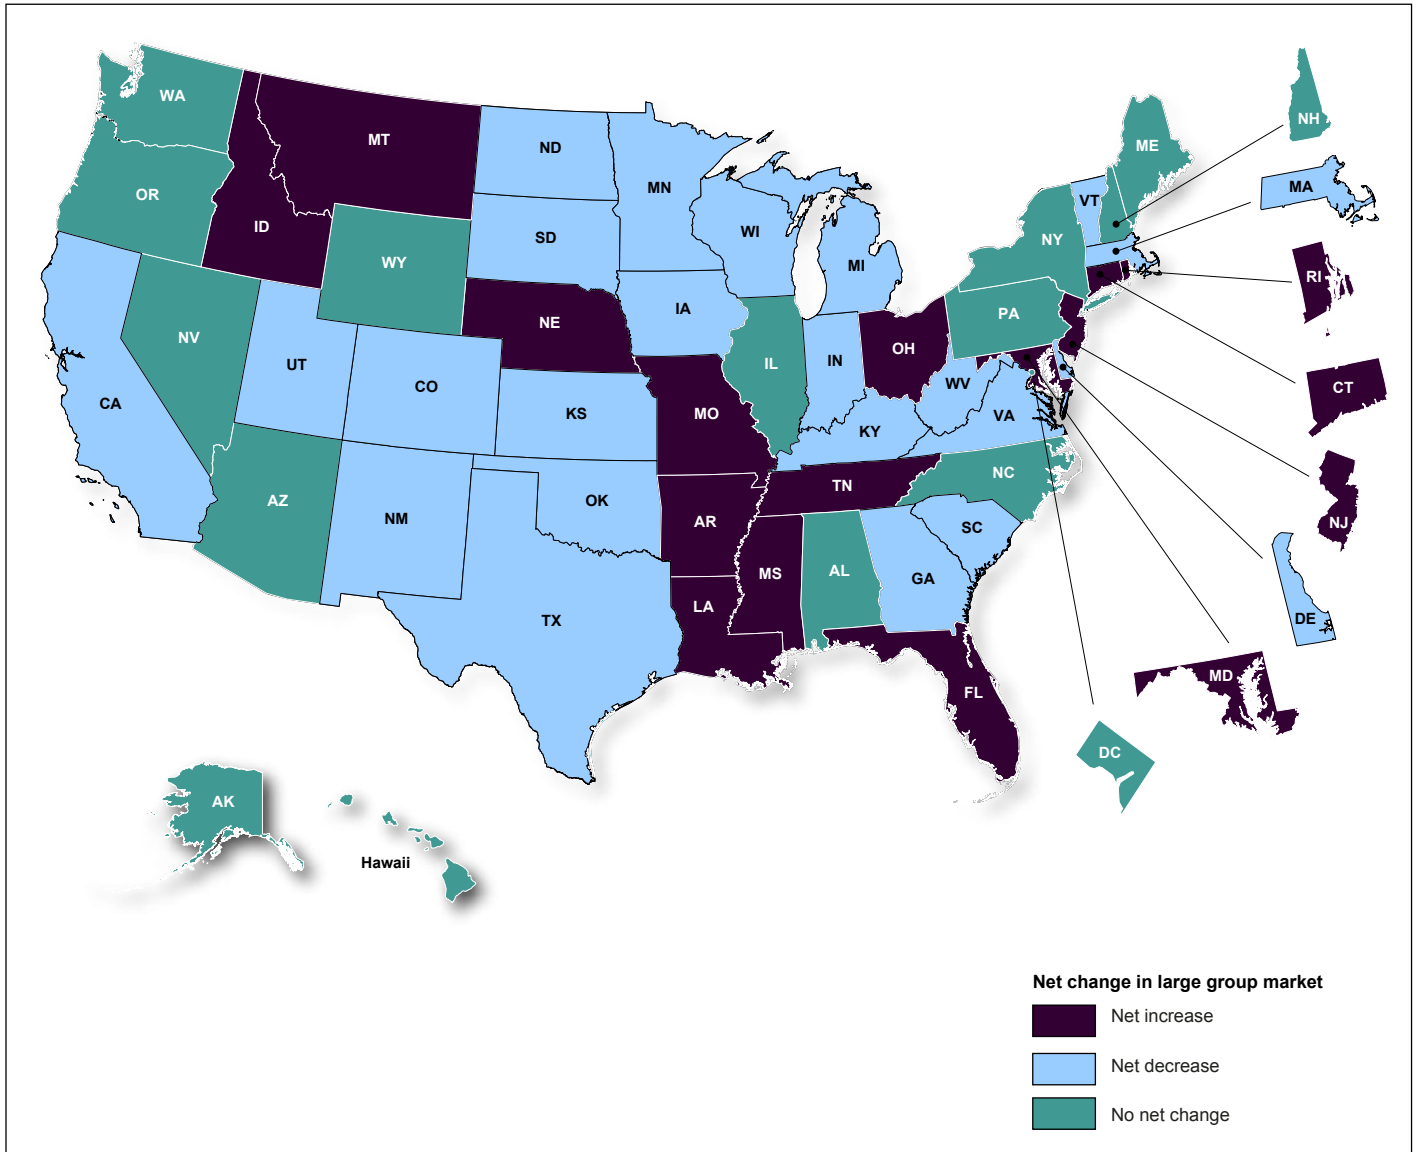 WA
MT
ND
MN
OR
ID
SD
WI
MI
WY
NE
IA
NV
UT
CO
KS
CA
AZ
NM
OK
TX
MO
AR
LA
MS
IL
IN
OH
KY
TN
AL
GA
FL
SC
NC
VA
WV
PA
NY
VT
ME
NH
MA
RI
CT
NJ
DE
MD
DC
AK
Hawaii
Net change in large group market
Net increase
Net decrease
No net change